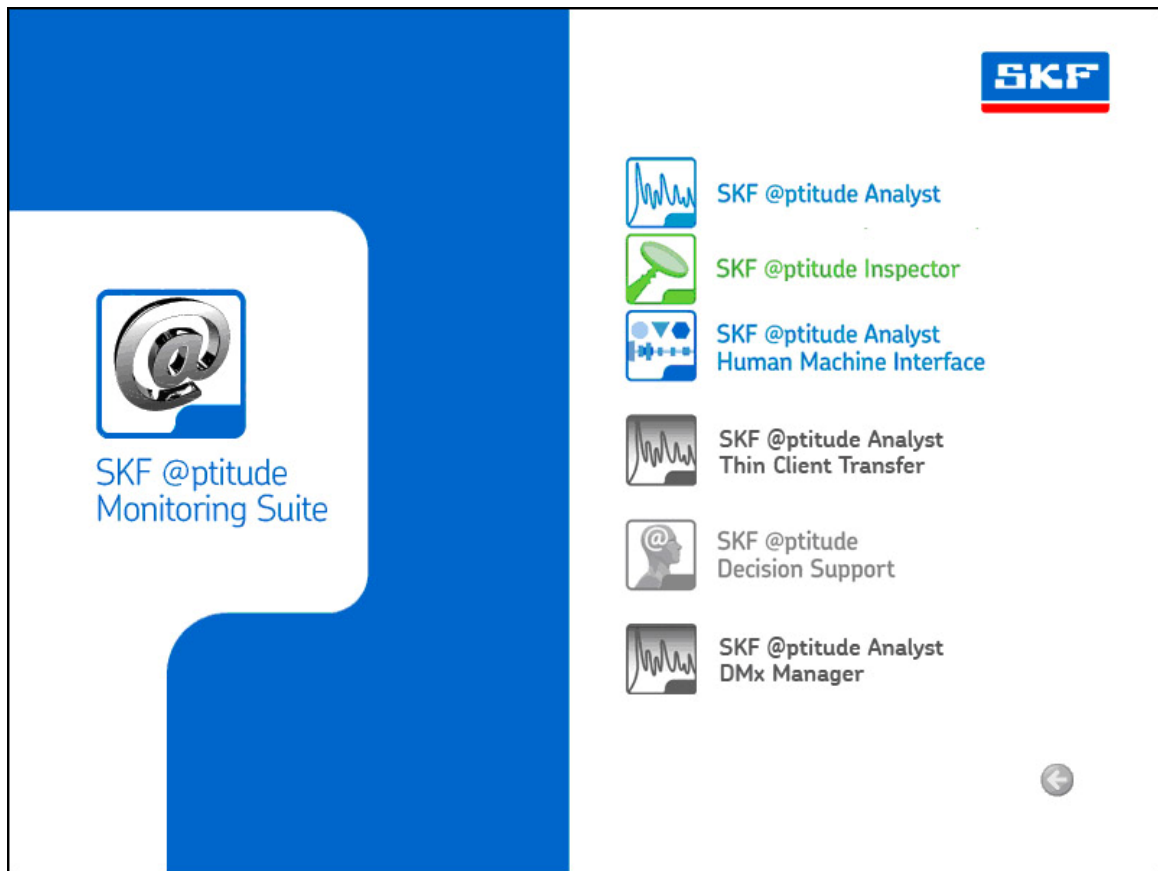 SKF
SKF @ptitude Analyst
SKF @ptitude Inspector
SKF @ptitude Analyst
Human Machine Interface
SKF @ptitude Analyst
Thin Client Transfer
@
SKF @ptitude
Decision Support
SKF @ptitude Analyst
DMx Manager
@
SKF @ptitude
Monitoring Suite